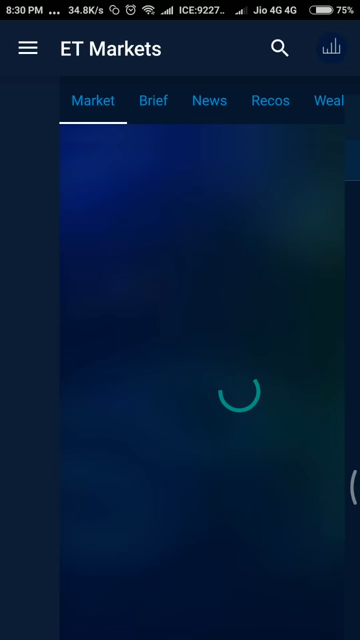 8:30 PM ... 34.8K/s ICE:9227.. Jio 4G 4G 75%
ET Markets
Market Brief News Recos Weal